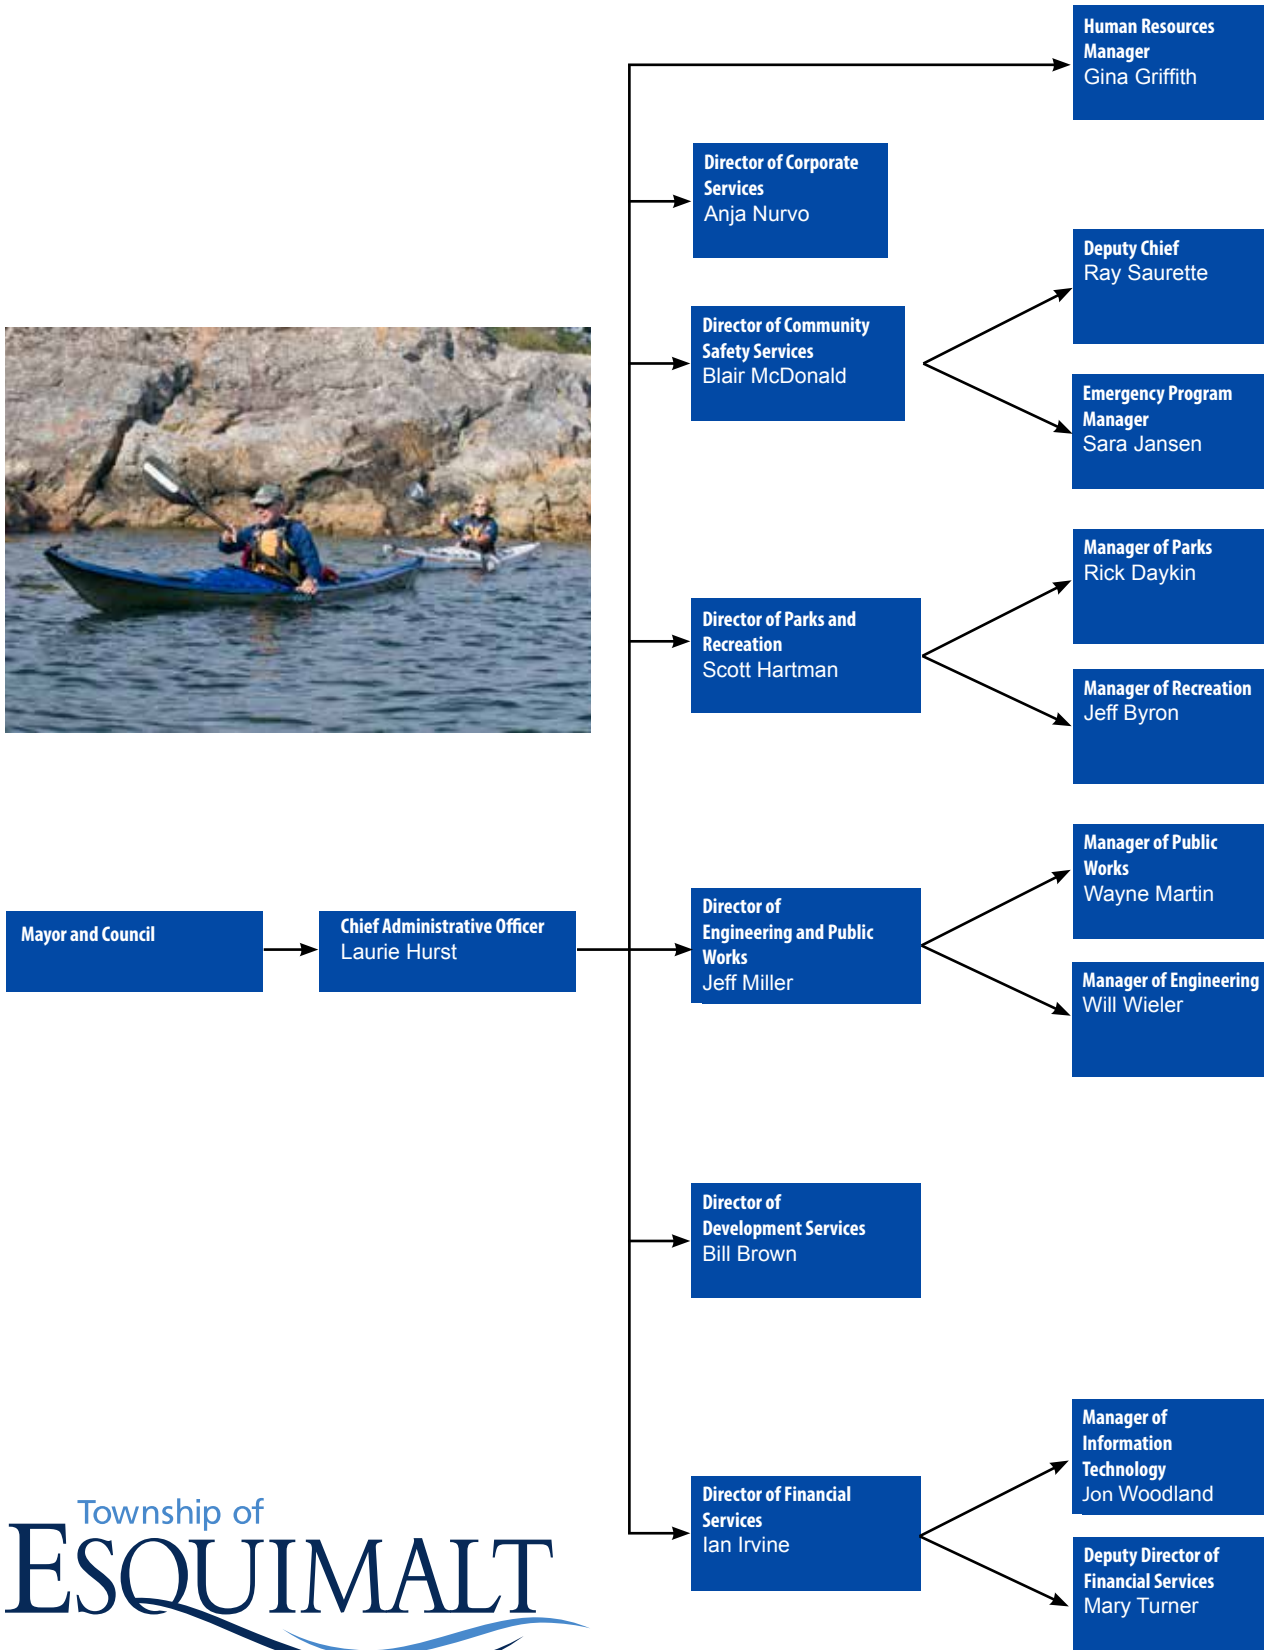 Human Resources
Manager
Gina Griffith
Director of Corporate
Services
Anja Nurvo
Deputy Chief
Ray Saurette
Director of Community
Safety Services
Blair McDonald
Emergency Program
Manager
Sara Jansen
Manager of Parks
Rick Daykin
Director of Parks and
Recreation
Scott Hartman
Manager of Recreation
Jeff Byron
Manager of Public
Works
Wayne Martin
Mayor and Council
Chief Administrative Officer
Laurie Hurst
Director of
Engineering and Public
Works
Jeff Miller
Manager of Engineering
Will Wieler
Director of
Development Services
Bill Brown
Manager of
Information
Technology
Jon Woodland
Director of Financial
Services
Ian Irvine
Deputy Director of
Financial Services
Mary Turner
Township of
ESQUIMALT